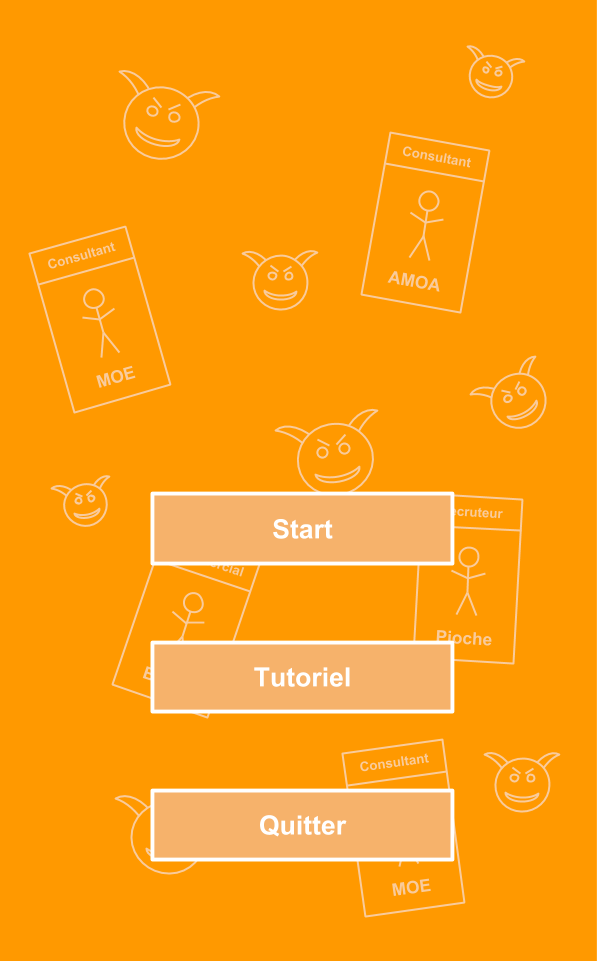 Consultant
AMOA
Consultant
MOE
Start
Pioche
Tutoriel
Consultant
Quitter
MOE